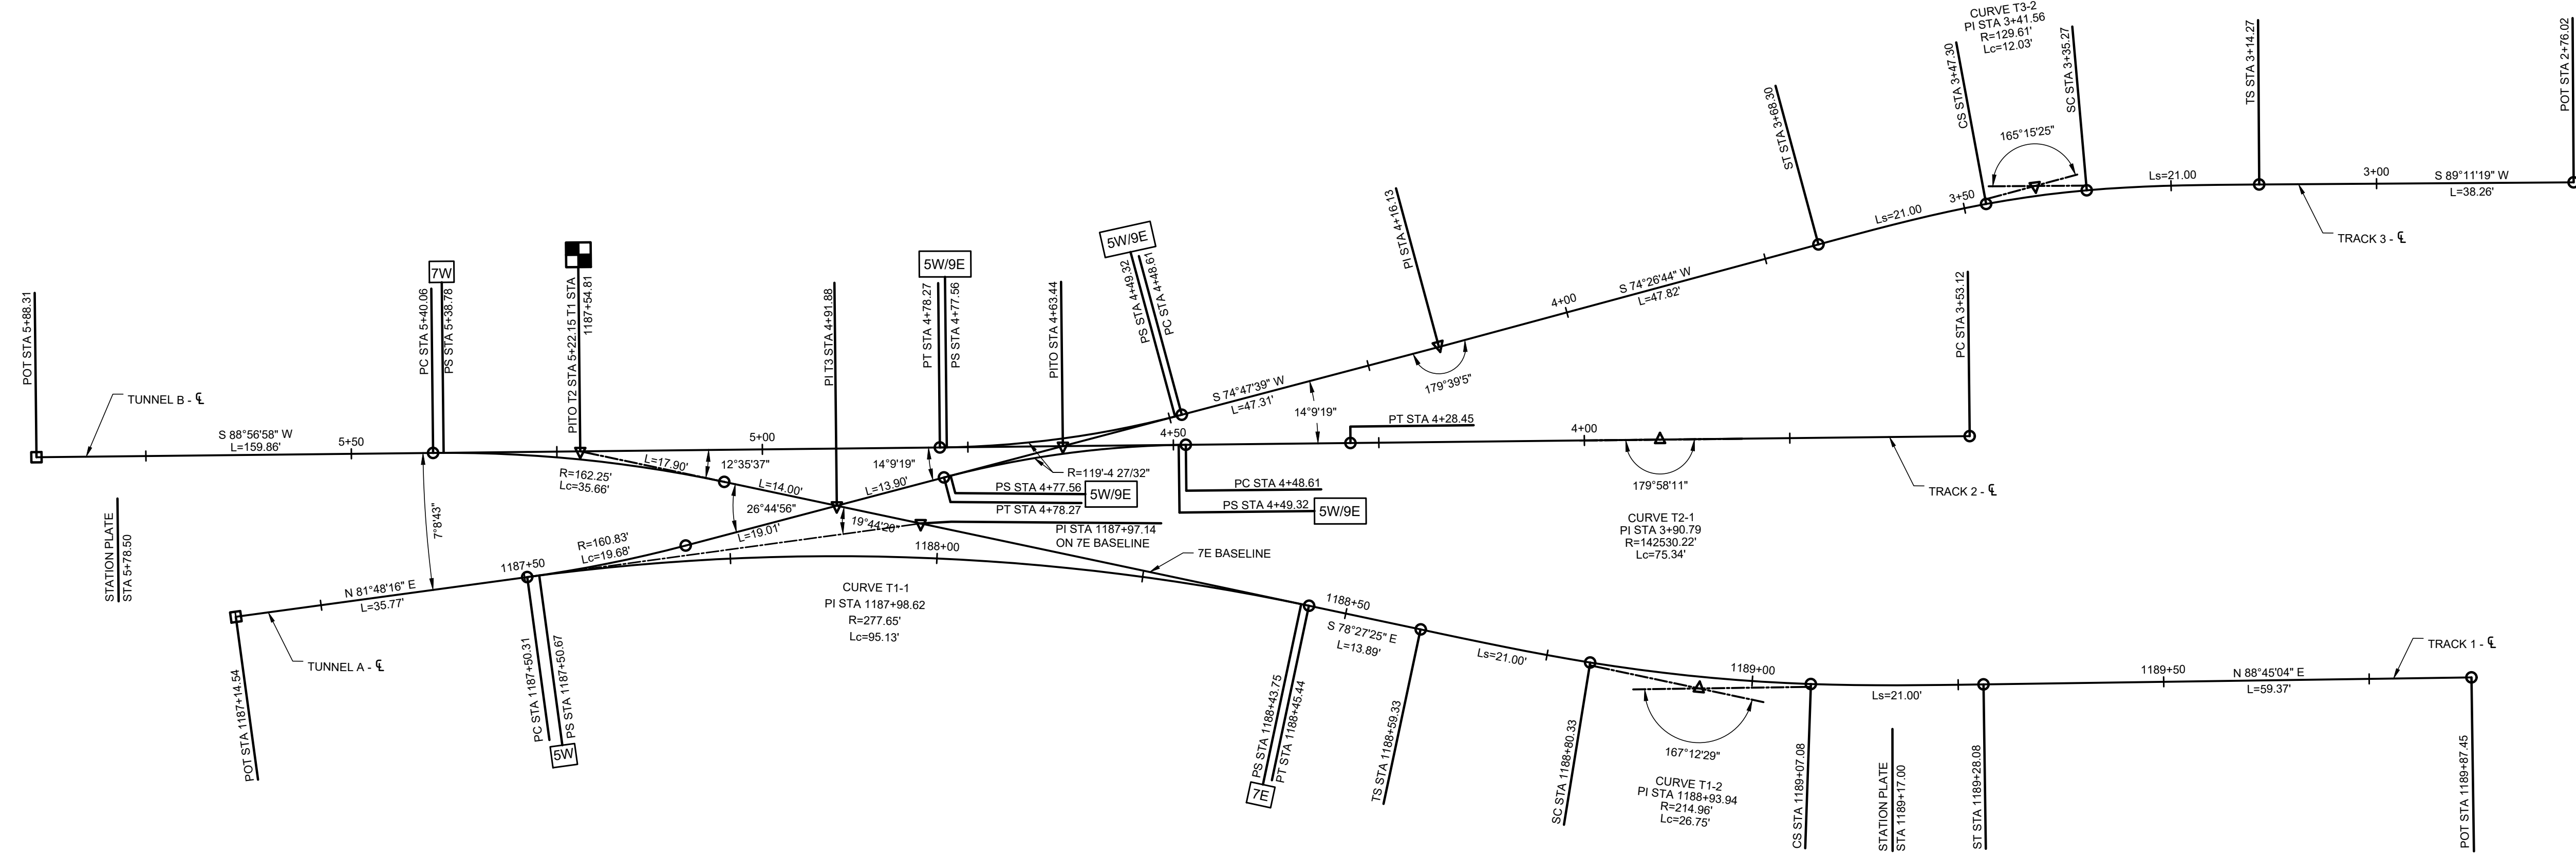 CURVE T3-2
PI STA 3+41.56
R=129.61'
Lc=12.03'
POT STA 2+76.02
TS STA 3+14.27
SC STA 3+35.27
CS STA 3+47.30
165°15'25"
Ls=21.00
3+00
S 89°11'19" W
L=38.26'
TRACK 3 - ℄
3+50
Ls=21.00
ST STA 3+68.30
PI STA 4+16.13
S 74°26'44" W
L=47.82'
4+00
179°39'5"
5W/9E
PS STA 4+49.32
PC STA 4+48.61
S 74°47'39" W
L=47.31'
14°9'19"
POT STA 5+88.31
TUNNEL B - ℄
S 88°56'58" W
L=159.86'
5+50
7W
PC STA 5+40.06
PS STA 5+38.78
PITO T2 STA 5+22.15 T1 STA
1187+54.81
5+00
PI T3 STA 4+91.88
5W/9E
PT STA 4+78.27
PS STA 4+77.56
PITO STA 4+63.44
4+50
PT STA 4+28.45
4+00
PC STA 3+53.12
R=162.25'
Lc=35.66'
L=17.90'
12°35'37"
14°9'19"
R=119'-4 27/32"
L=14.00'
L=13.90'
PS STA 4+77.56
5W/9E
PT STA 4+78.27
PC STA 4+48.61
PS STA 4+49.32
5W/9E
179°58'11"
TRACK 2 - ℄
CURVE T2-1
PI STA 3+90.79
R=142530.22'
Lc=75.34'
STATION PLATE
STA 5+78.50
7°8'43"
26°44'56"
L=19.01'
19°44'20"
PI STA 1187+97.14
ON 7E BASELINE
R=160.83'
Lc=19.68'
1188+00
7E BASELINE
1187+50
N 81°48'16" E
L=35.77'
TUNNEL A - ℄
POT STA 1187+14.54
PC STA 1187+50.31
PS STA 1187+50.67
5W
CURVE T1-1
PI STA 1187+98.62
R=277.65'
Lc=95.13'
1188+50
S 78°27'25" E
L=13.89'
PS STA 1188+43.75
PT STA 1188+45.44
7E
TS STA 1188+59.33
Ls=21.00'
SC STA 1188+80.33
1189+00
167°12'29"
CURVE T1-2
PI STA 1188+93.94
R=214.96'
Lc=26.75'
CS STA 1189+07.08
Ls=21.00'
STATION PLATE
STA 1189+17.00
ST STA 1189+28.08
1189+50
N 88°45'04" E
L=59.37'
TRACK 1 - ℄
POT STA 1189+87.45